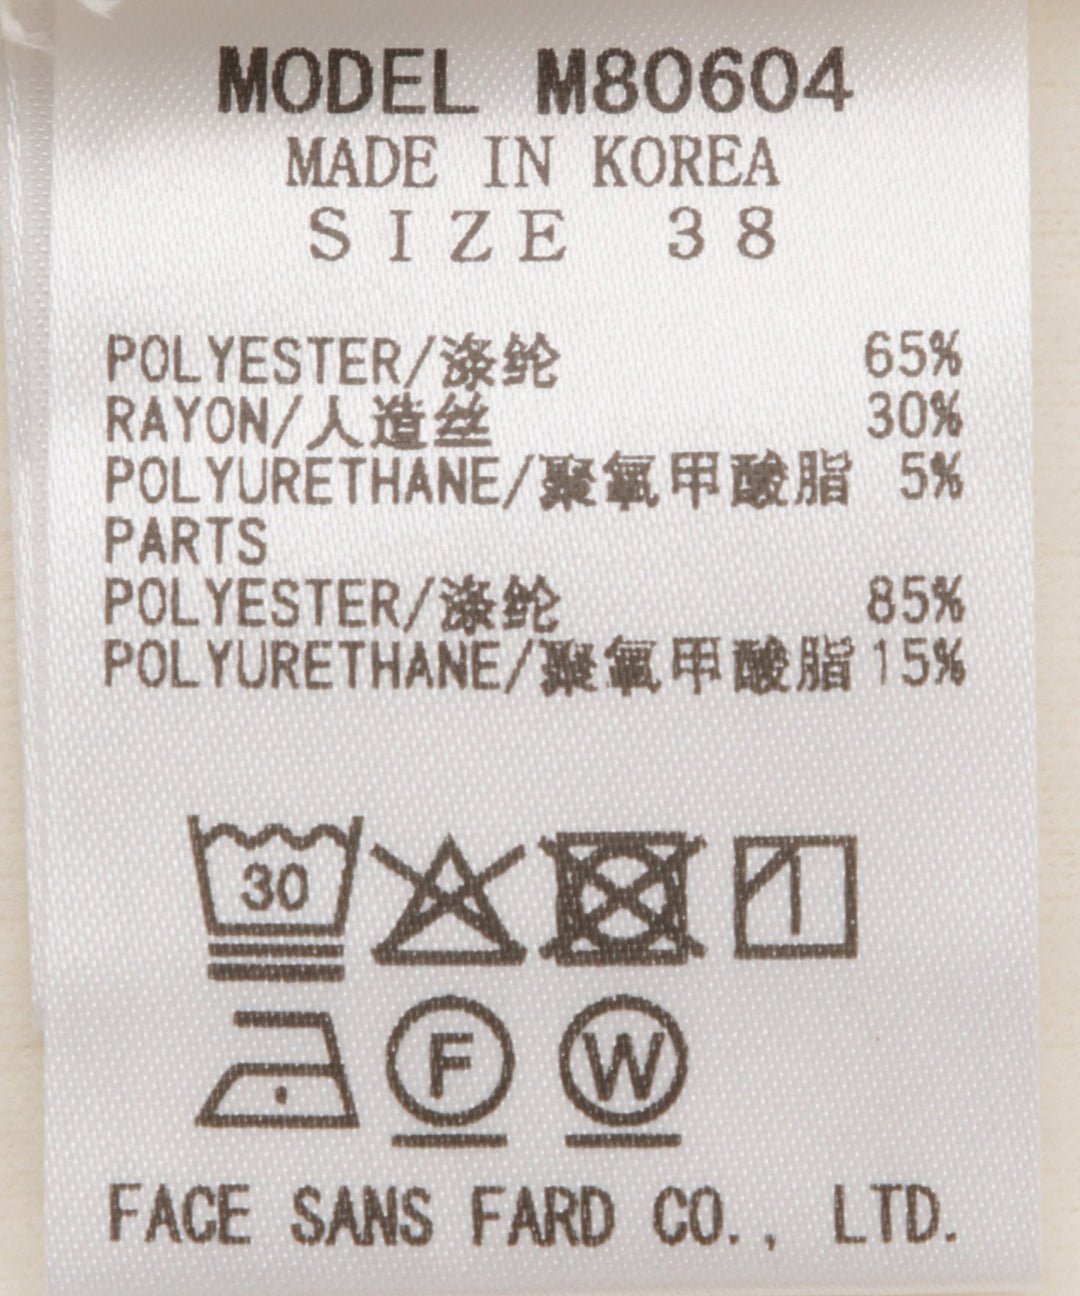 MODEL M80604
MADE IN KOREA
SIZE 38
POLYESTER/涤纶 65%
RAYON/人造丝 30%
POLYURETHANE/聚氯甲酸脂 5%
PARTS
POLYESTER/涤纶 85%
POLYURETHANE/聚氯甲酸脂 15%
30
F W
FACE SANS FARD CO., LTD.